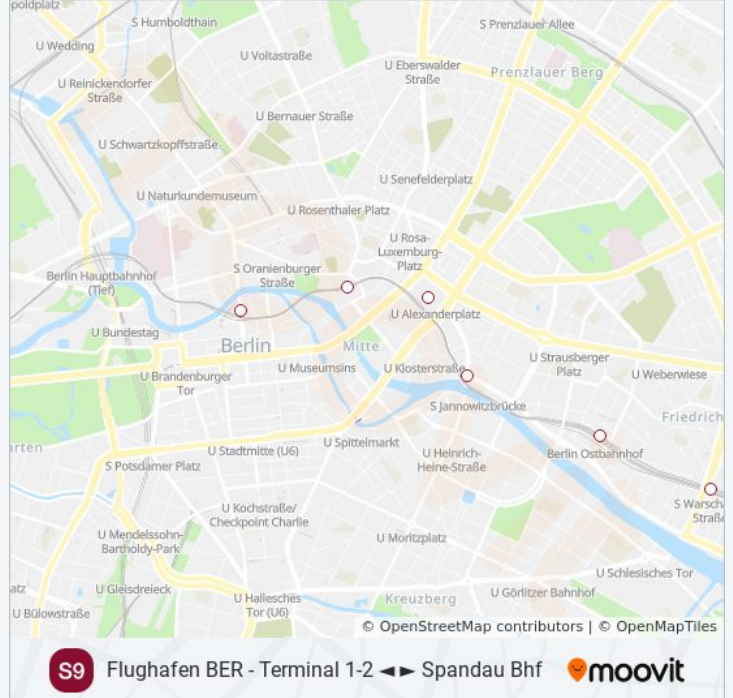 poldplatz
S Humboldthain
S Prenzlauer Allee
U Wedding
U Voltastraße
U Eberswalder
Straße
Prenzlauer Berg
U Reinickendorfer
Straße
U Bernauer Straße
U Schwartzkopffstraße
U Senefelderplatz
U Naturkundemuseum
U Rosenthaler Platz
U Rosa-
Luxemburg-
Platz
Berlin Hauptbahnhof
(Tief)
S Oranienburger
Straße
U Alexanderplatz
U Bundestag
Berlin
Mitte
U Strausberger
Platz
U Brandenburger
Tor
U Museumsins
U Klosterstraße
U Weberwiese
S Jannowitzbrücke
Friedrich
rten
U Stadtmitte (U6)
U Spittelmarkt
U Heinrich-
Heine-Straße
Berlin Ostbahnhof
S Potsdamer Platz
S Warsch
Straße
U Kochstraße/
Checkpoint Charlie
U Mendelssohn-
Bartholdy-Park
U Moritzplatz
U Schlesisches Tor
atz
U Gleisdreieck
U Hallesches
Tor (U6)
Kreuzberg
U Görlitzer Bahnhof
U Bülowstraße
© OpenStreetMap contributors | © OpenMapTiles
S9 Flughafen BER - Terminal 1-2 ◄► Spandau Bhf moovit